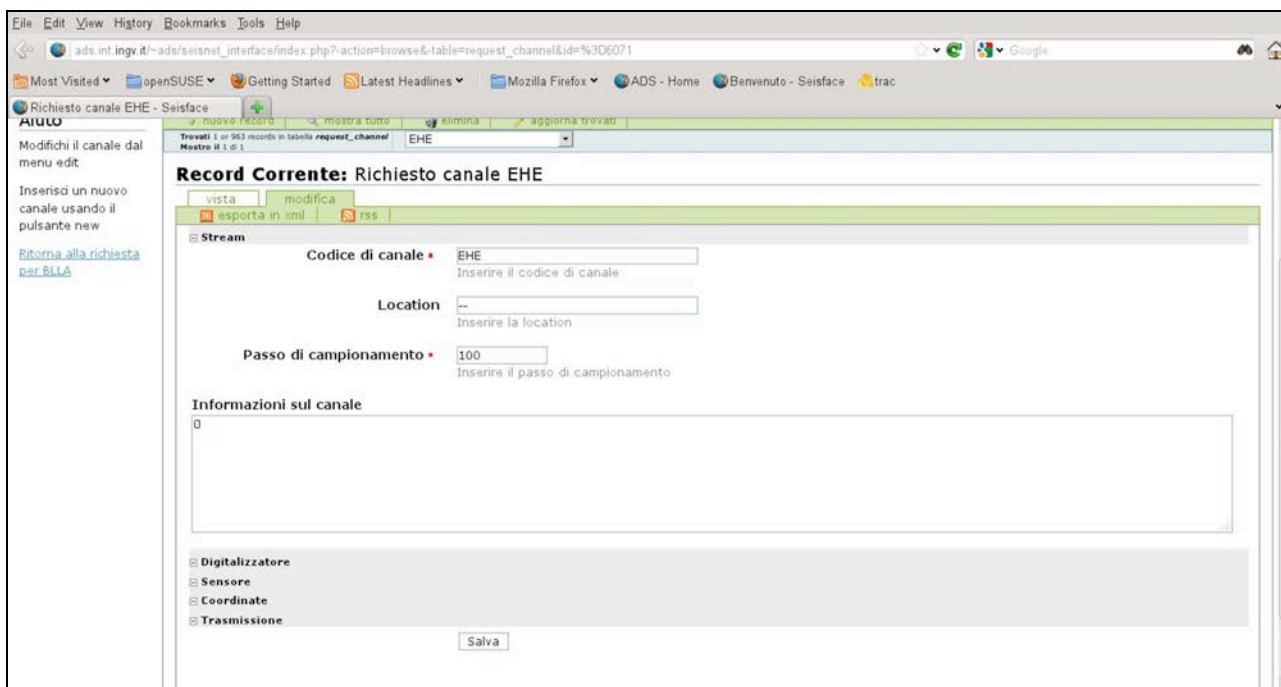 File Edit View History Bookmarks Tools Help
ads.int.ingv.it/~ads/seisnet_interface/index.php?-action=browse&-table=request_channel&id=%3D6071
Google
Most Visited openSUSE Getting Started Latest Headlines Mozilla Firefox ADS - Home Benvenuto - Seisface trac
Richiesto canale EHE - Seisface
Aiuto
nuovo record mostra tutto elimina aggiorna trovati
Trovati 1 or 963 records in tabella request_channel
Mostro il 1 di 1
EHE
Modifichi il canale dal
menu edit
Inserisci un nuovo
canale usando il
pulsante new
Ritorna alla richiesta
per BLLA
Record Corrente: Richiesto canale EHE
vista modifica
esporta in xml rss
Stream
Codice di canale EHE
Inserire il codice di canale
Location --
Inserire la location
Passo di campionamento 100
Inserire il passo di campionamento
Informazioni sul canale
0
Digitalizzatore
Sensore
Coordinate
Trasmissione
Salva